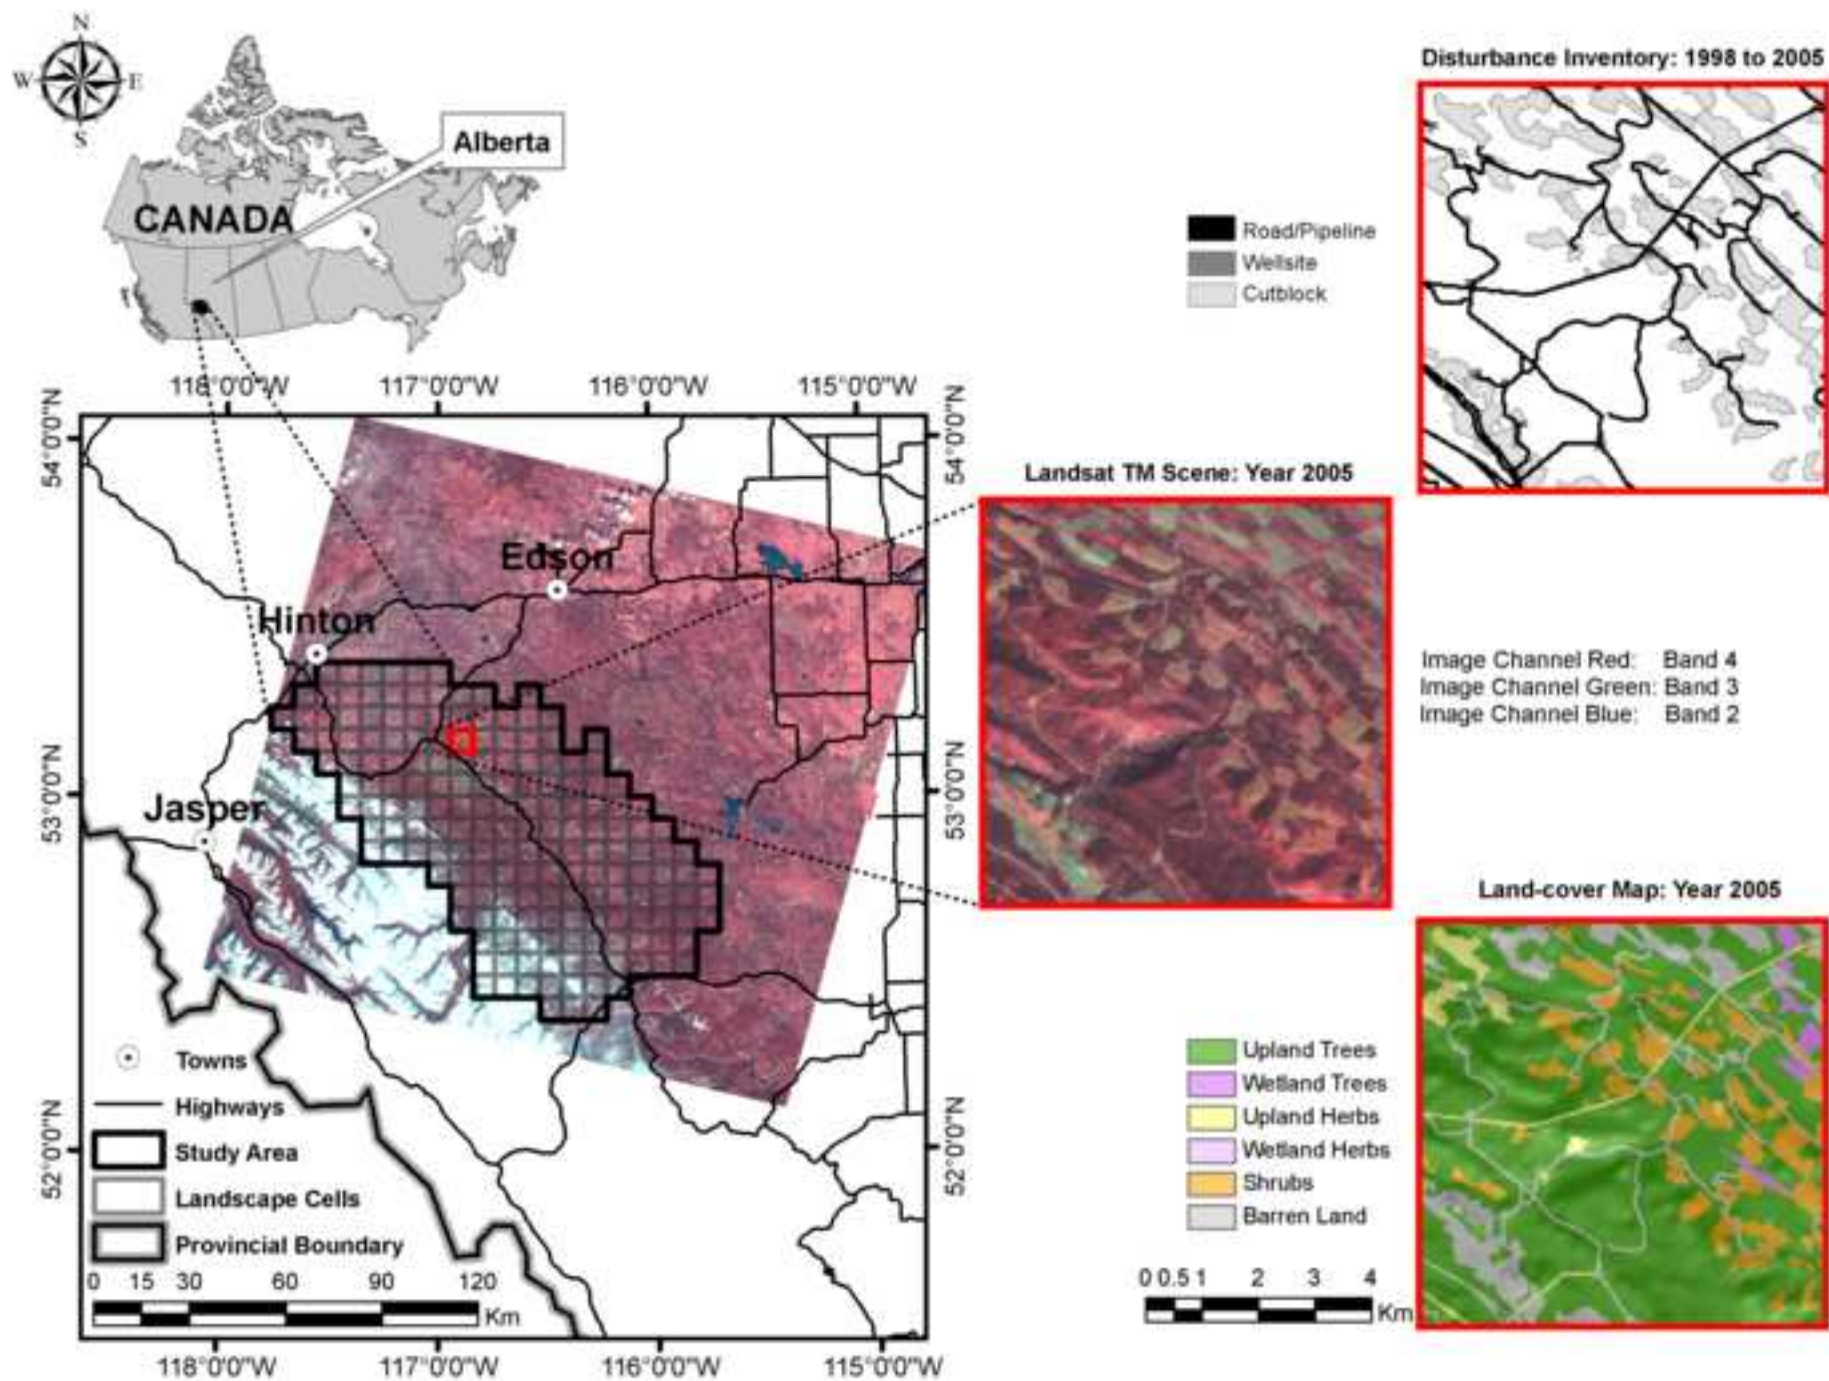 N
W E
S
Alberta
CANADA
Disturbance Inventory: 1998 to 2005
Road/Pipeline
Wellsite
Cutblock
118°0'0"W 117°0'0"W 116°0'0"W 115°0'0"W
54°0'0"N
54°0'0"N
Landsat TM Scene: Year 2005
Edson
Hinton
Image Channel Red: Band 4
Image Channel Green: Band 3
Image Channel Blue: Band 2
53°0'0"N
53°0'0"N
Jasper
Land-cover Map: Year 2005
Towns
Highways
Study Area
Landscape Cells
Provincial Boundary
0 15 30 60 90 120
Km
52°0'0"N
52°0'0"N
Upland Trees
Wetland Trees
Upland Herbs
Wetland Herbs
Shrubs
Barren Land
0 0.5 1 2 3 4
Km
118°0'0"W 117°0'0"W 116°0'0"W 115°0'0"W